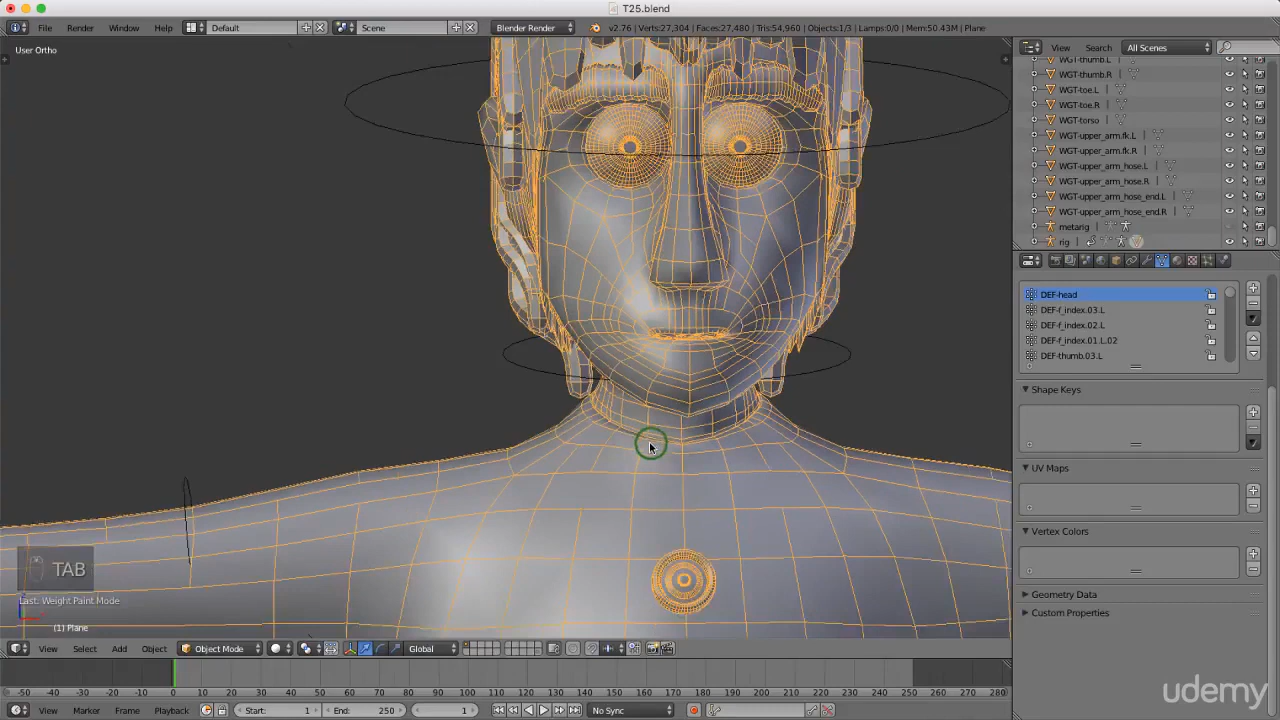 T25.blend
File Render Window Help Default Scene Blender Render v2.76 | Verts:27,304 | Faces:27,480 | Tris:54,960 | Objects:1/3 | Lamps:0/0 | Mem:50.43M | Plane
User Ortho
View Search All Scenes
WGT-thumb.L
WGT-thumb.R
WGT-toe.L
WGT-toe.R
WGT-torso
WGT-upper_arm.fk.L
WGT-upper_arm.fk.R
WGT-upper_arm_hose.L
WGT-upper_arm_hose.R
WGT-upper_arm_hose_end.L
WGT-upper_arm_hose_end.R
metarig
rig
DEF-head
DEF-f_index.03.L
DEF-f_index.02.L
DEF-f_index.01.L.02
DEF-thumb.03.L
Shape Keys
UV Maps
Vertex Colors
Geometry Data
Custom Properties
TAB
Last: Weight Paint Mode
(1) Plane
View Select Add Object Object Mode Global
-50 -40 -30 -20 -10 0 10 20 30 40 50 60 70 80 90 100 110 120 130 140 150 160 170 180 190 200 210 220 230 240 250 260 270 280
View Marker Frame Playback Start: 1 End: 250 1 No Sync
udemy